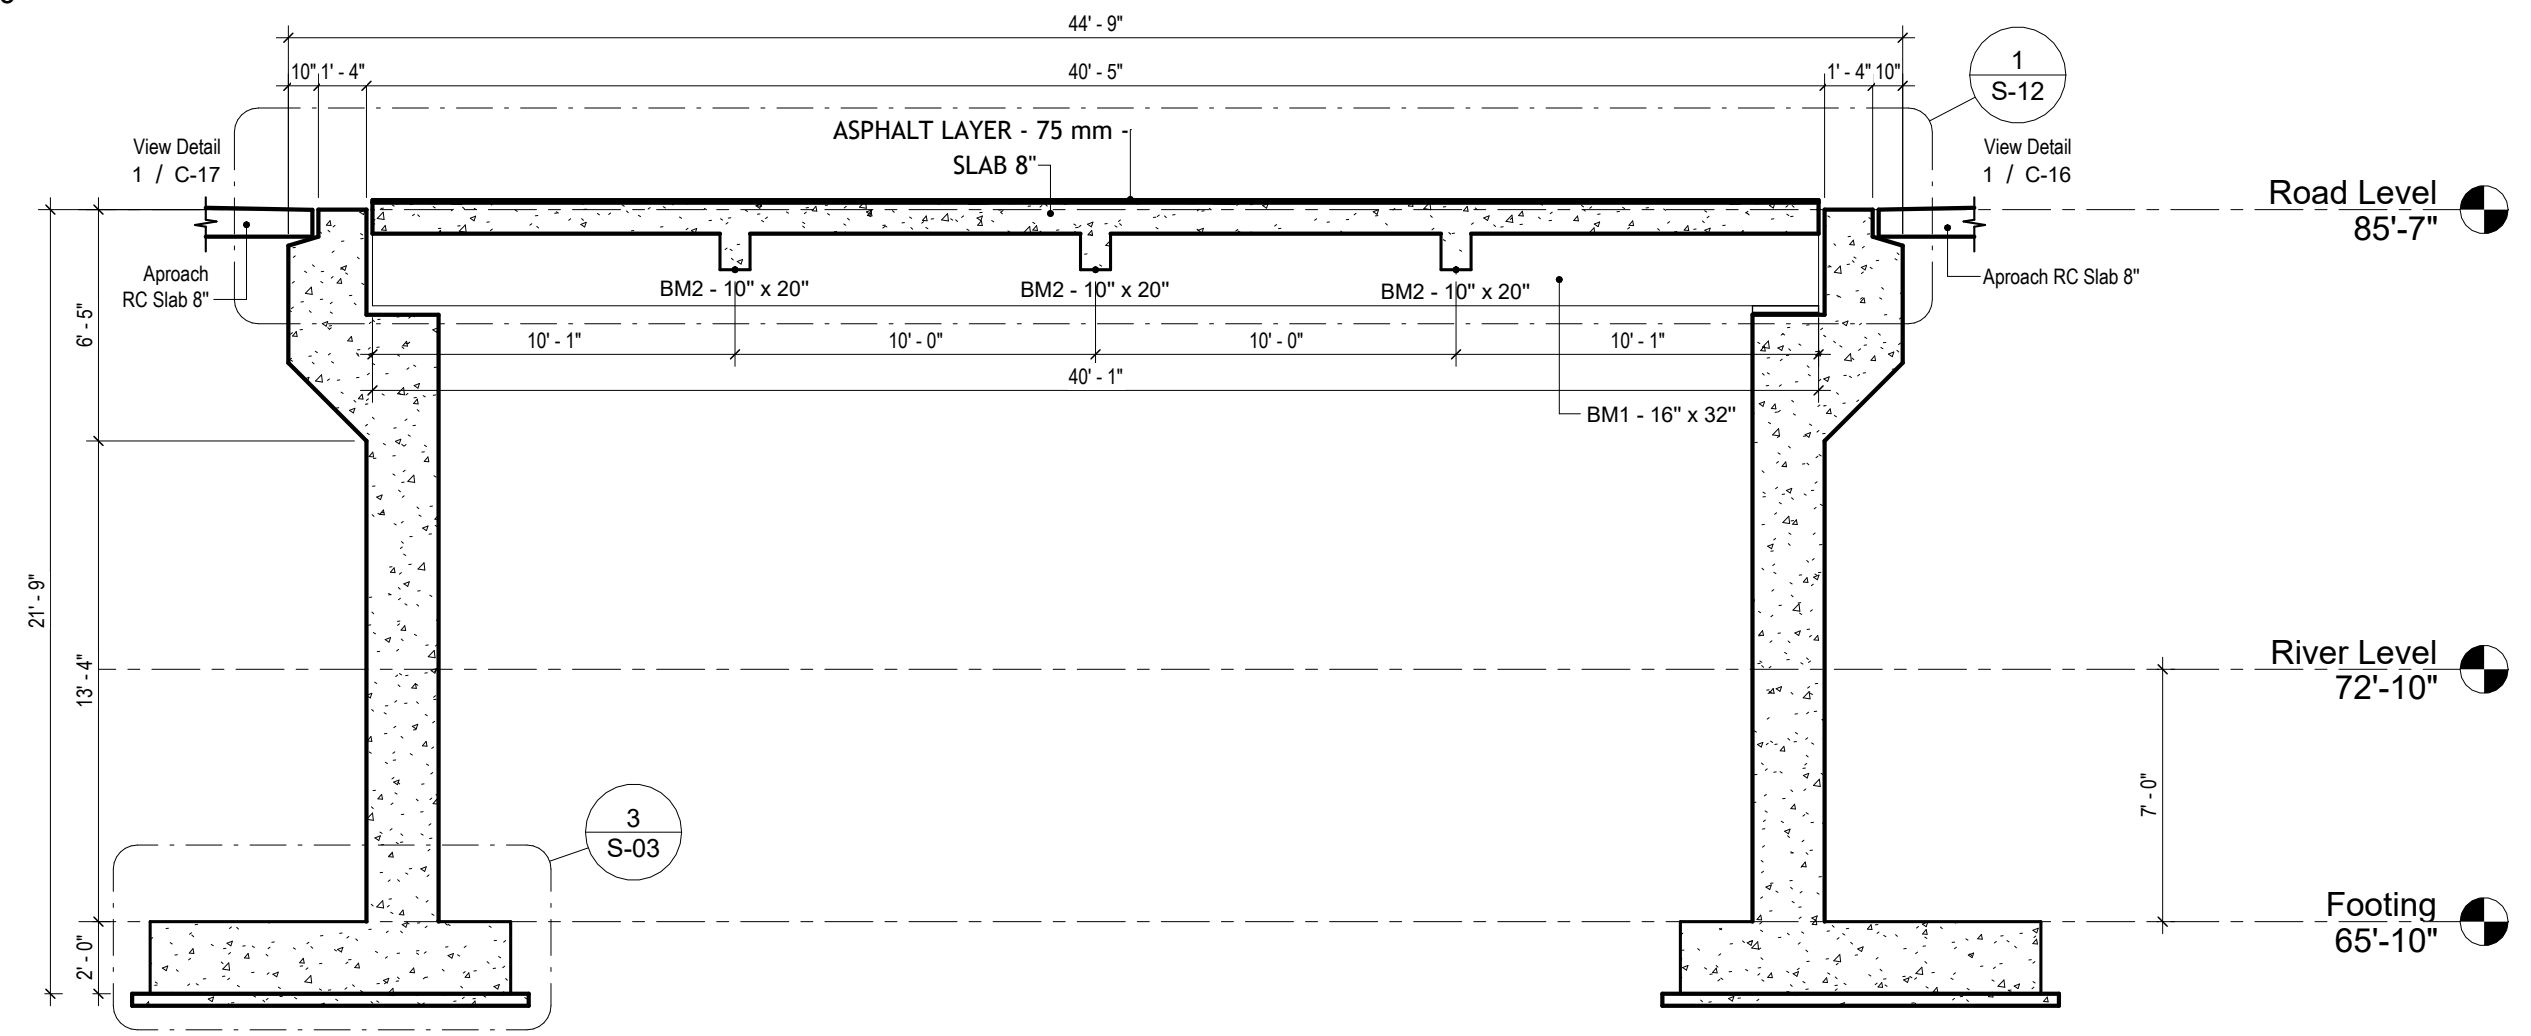 44' - 9"
10" 1' - 4"
40' - 5"
1' - 4" 10"
1
S-12
ASPHALT LAYER - 75 mm
SLAB 8"
View Detail
1 / C-17
View Detail
1 / C-16
Road Level
85'-7"
Aproach
RC Slab 8"
Aproach RC Slab 8"
BM2 - 10" x 20"
BM2 - 10" x 20"
BM2 - 10" x 20"
6' - 5"
10' - 1"
10' - 0"
10' - 0"
10' - 1"
40' - 1"
BM1 - 16" x 32"
21' - 9"
13' - 4"
River Level
72'-10"
7' - 0"
3
S-03
Footing
65'-10"
2' - 0"